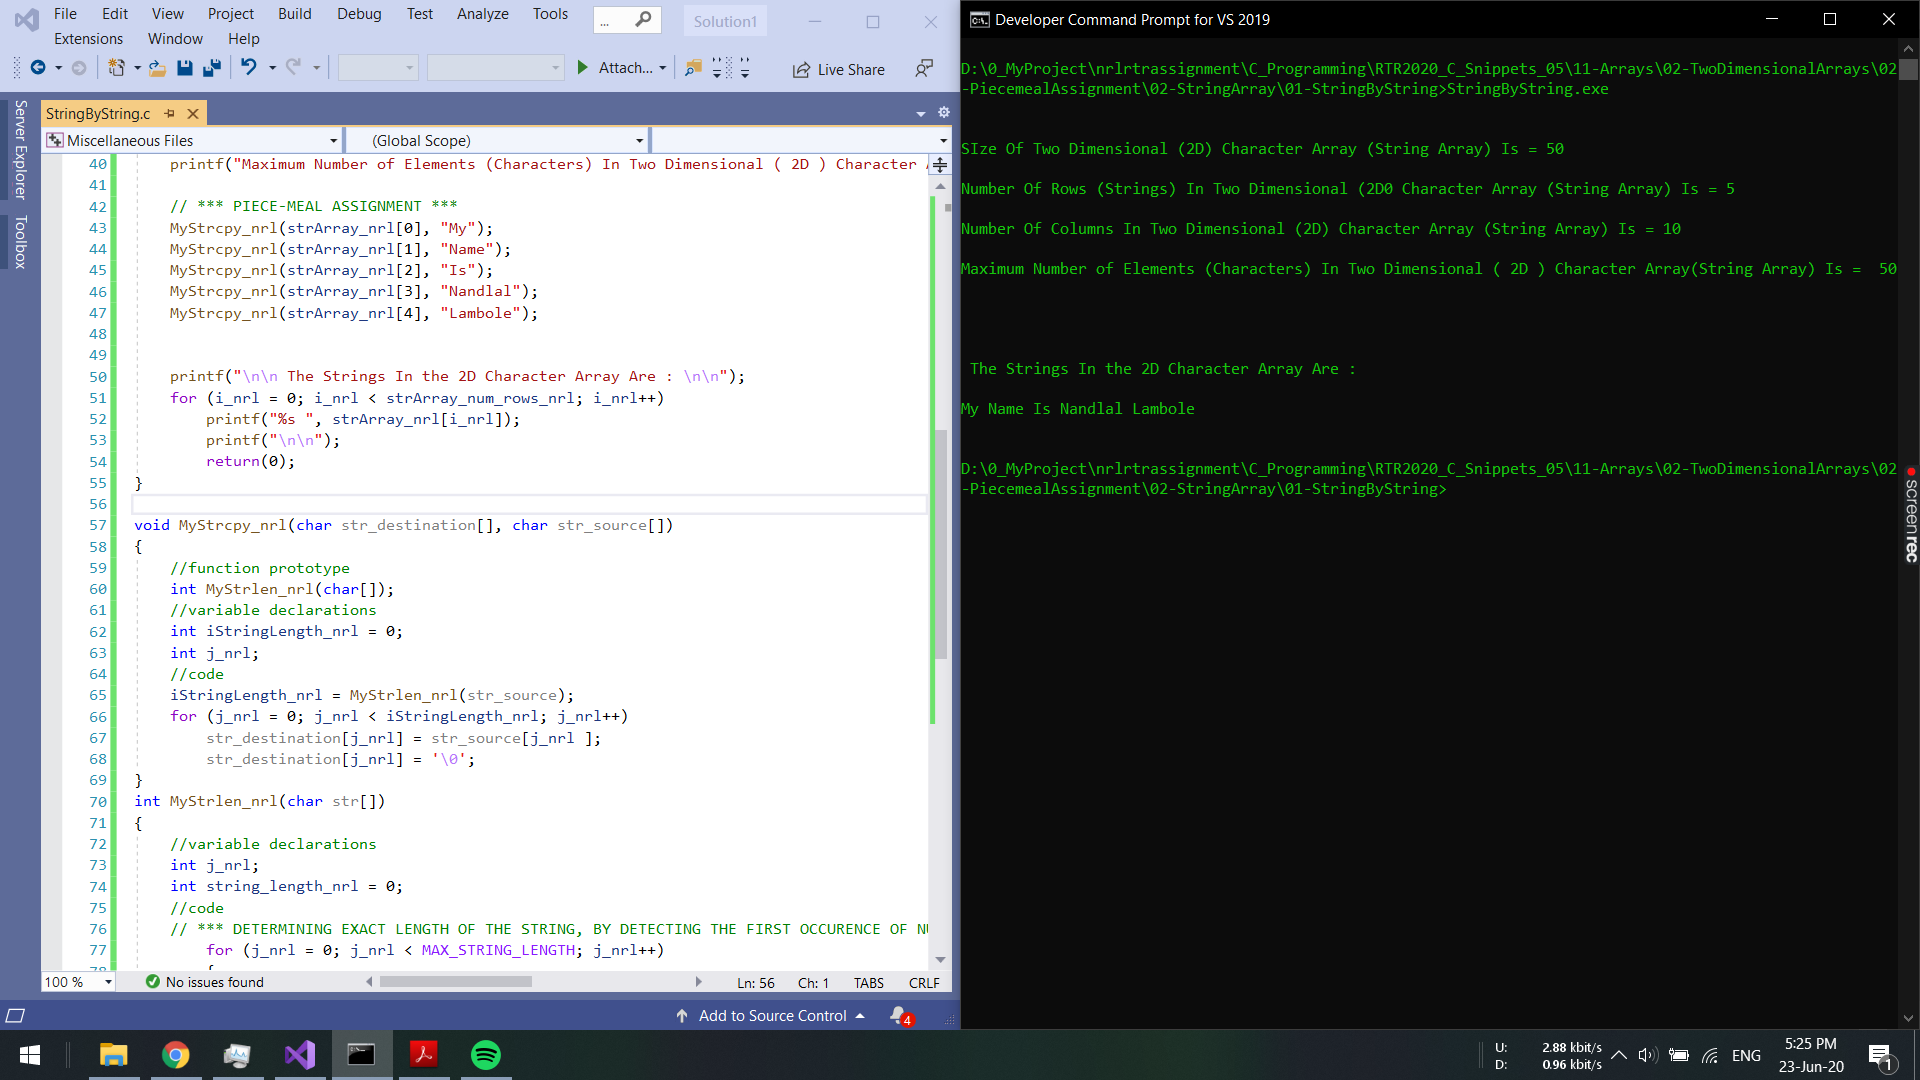 File Edit View Project Build Debug Test Analyze Tools
... Solution1
Extensions Window Help
Attach... Live Share
Server Explorer
Toolbox
StringByString.c
Miscellaneous Files (Global Scope)
40 printf("Maximum Number of Elements (Characters) In Two Dimensional ( 2D ) Character
41
42 // *** PIECE-MEAL ASSIGNMENT ***
43 MyStrcpy_nrl(strArray_nrl[0], "My");
44 MyStrcpy_nrl(strArray_nrl[1], "Name");
45 MyStrcpy_nrl(strArray_nrl[2], "Is");
46 MyStrcpy_nrl(strArray_nrl[3], "Nandlal");
47 MyStrcpy_nrl(strArray_nrl[4], "Lambole");
48
49
50 printf("\n\n The Strings In the 2D Character Array Are : \n\n");
51 for (i_nrl = 0; i_nrl < strArray_num_rows_nrl; i_nrl++)
52 printf("%s ", strArray_nrl[i_nrl]);
53 printf("\n\n");
54 return(0);
55 }
56
57 void MyStrcpy_nrl(char str_destination[], char str_source[])
58 {
59 //function prototype
60 int MyStrlen_nrl(char[]);
61 //variable declarations
62 int iStringLength_nrl = 0;
63 int j_nrl;
64 //code
65 iStringLength_nrl = MyStrlen_nrl(str_source);
66 for (j_nrl = 0; j_nrl < iStringLength_nrl; j_nrl++)
67 str_destination[j_nrl] = str_source[j_nrl ];
68 str_destination[j_nrl] = '\0';
69 }
70 int MyStrlen_nrl(char str[])
71 {
72 //variable declarations
73 int j_nrl;
74 int string_length_nrl = 0;
75 //code
76 // *** DETERMINING EXACT LENGTH OF THE STRING, BY DETECTING THE FIRST OCCURENCE OF
77 for (j_nrl = 0; j_nrl < MAX_STRING_LENGTH; j_nrl++)
100 % No issues found Ln: 56 Ch: 1 TABS CRLF
Add to Source Control 4
Developer Command Prompt for VS 2019
D:\0_MyProject\nrlrtrassignment\C_Programming\RTR2020_C_Snippets_05\11-Arrays\02-TwoDimensionalArrays\02
-PiecemealAssignment\02-StringArray\01-StringByString>StringByString.exe
SIze Of Two Dimensional (2D) Character Array (String Array) Is = 50
Number Of Rows (Strings) In Two Dimensional (2D0 Character Array (String Array) Is = 5
Number Of Columns In Two Dimensional (2D) Character Array (String Array) Is = 10
Maximum Number of Elements (Characters) In Two Dimensional ( 2D ) Character Array(String Array) Is =  50
The Strings In the 2D Character Array Are :
My Name Is Nandlal Lambole
D:\0_MyProject\nrlrtrassignment\C_Programming\RTR2020_C_Snippets_05\11-Arrays\02-TwoDimensionalArrays\02
-PiecemealAssignment\02-StringArray\01-StringByString>
screenrec
U: 2.88 kbit/s
D: 0.96 kbit/s
ENG
5:25 PM
23-Jun-20
1